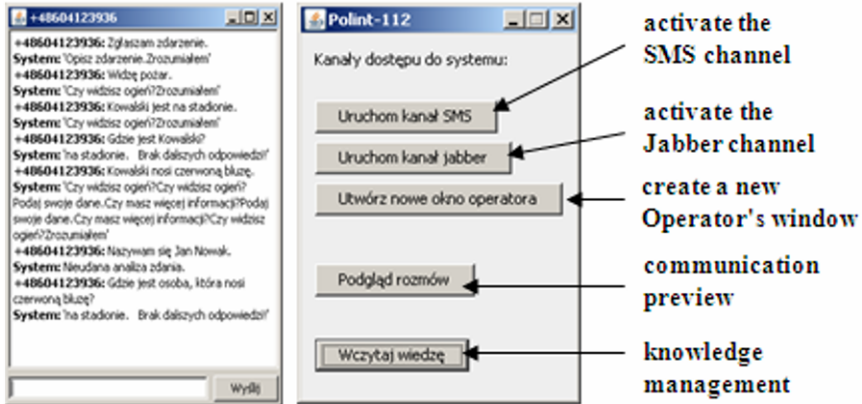 +48604123936
+48604123936: Zgłaszam zdarzenie.
System: 'Opisz zdarzenie.Zrozumiałem'
+48604123936: Widzę pożar.
System: 'Czy widzisz ogień?Zrozumiałem'
+48604123936: Kowalski jest na stadionie.
System: 'Czy widzisz ogień?Zrozumiałem'
+48604123936: Gdzie jest Kowalski?
System: 'na stadionie. Brak dalszych odpowiedzi!'
+48604123936: Kowalski nosi czerwoną bluzę.
System: 'Czy widzisz ogień?Czy widzisz ogień?
Podaj swoje dane.Czy masz więcej informacji?Podaj
swoje dane.Czy masz więcej informacji?Czy widzisz
ogień?Zrozumiałem'
+48604123936: Nazywam się Jan Nowak.
System: Nieudana analiza zdania.
+48604123936: Gdzie jest osoba, która nosi
czerwoną bluzę?
System: 'na stadionie. Brak dalszych odpowiedzi!'
Wyślij
Polint-112
Kanały dostępu do systemu:
Uruchom kanał SMS
Uruchom kanał jabber
Utwórz nowe okno operatora
Podgląd rozmów
Wczytaj wiedzę
activate the
SMS channel
activate the
Jabber channel
create a new
Operator's window
communication
preview
knowledge
management